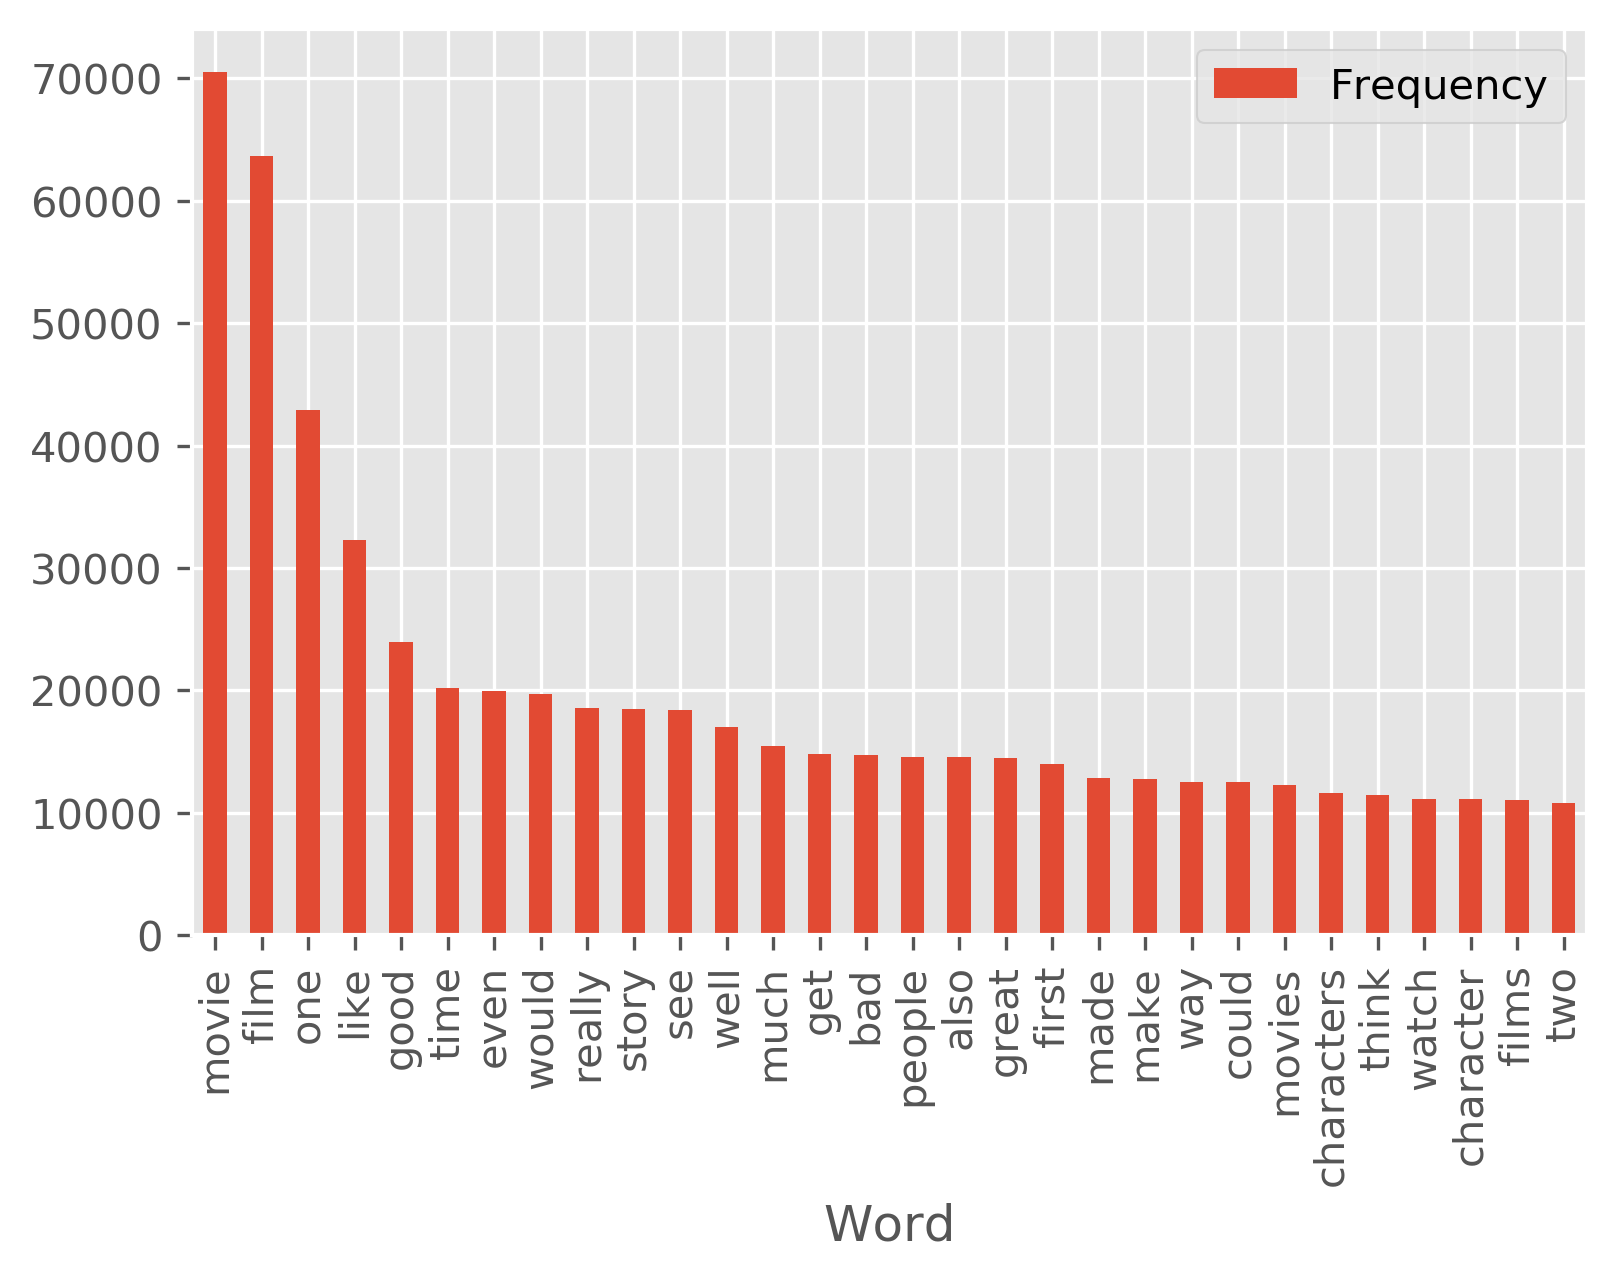 Frequency
70000
60000
50000
40000
30000
20000
10000
0
movie
film
one
like
good
time
even
would
really
story
see
well
much
get
bad
people
also
great
first
made
make
way
could
movies
characters
think
watch
character
films
two
Word